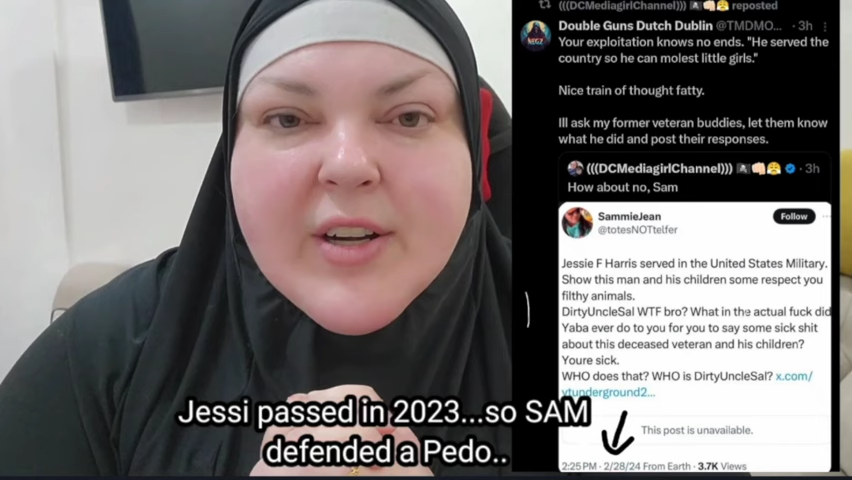 (((DCMediagirlChannel))) 🏴‍☠️👊🏻😤 reposted
Double Guns Dutch Dublin @TMDMO... · 3h
Your exploitation knows no ends. "He served the
country so he can molest little girls."
Nice train of thought fatty.
Ill ask my former veteran buddies, let them know
what he did and post their responses.
(((DCMediagirlChannel))) 🏴‍☠️👊🏻😤 · 3h
How about no, Sam
SammieJean
@totesNOTtelfer
Follow
Jessie F Harris served in the United States Military.
Show this man and his children some respect you
filthy animals.
DirtyUncleSal WTF bro? What in the actual fuck did
Yaba ever do to you for you to say some sick shit
about this deceased veteran and his children?
Youre sick.
WHO does that? WHO is DirtyUncleSal? x.com/
vtunderground2...
This post is unavailable.
2:25 PM · 2/28/24 From Earth · 3.7K Views
Jessi passed in 2023...so SAM
defended a Pedo..